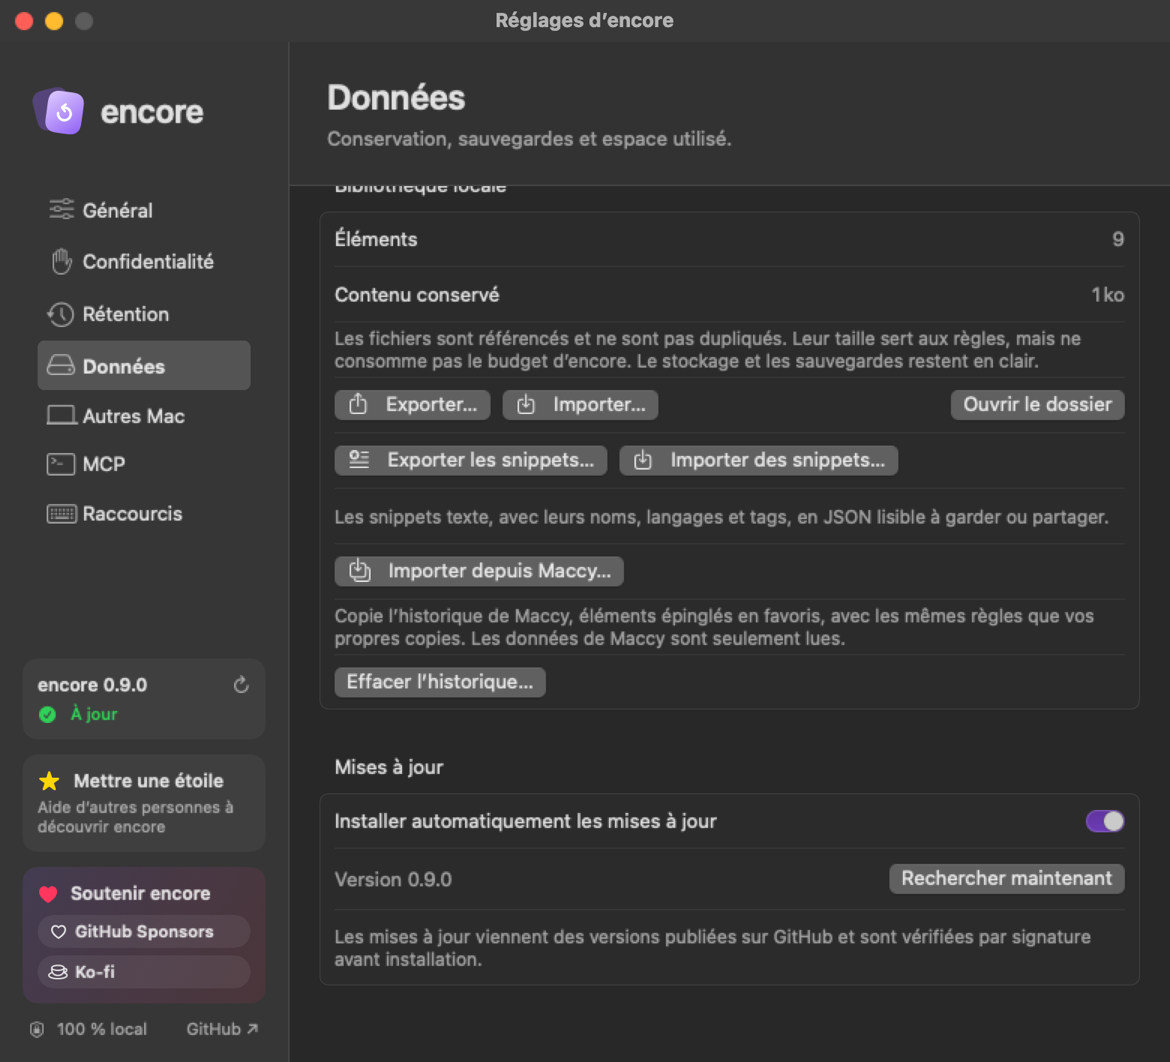 Réglages d’encore
encore
Général
Confidentialité
Rétention
Données
Autres Mac
MCP
Raccourcis
encore 0.9.0
À jour
Mettre une étoile
Aide d’autres personnes à
découvrir encore
Soutenir encore
GitHub Sponsors
Ko-fi
100 % local
GitHub ↗
Données
Conservation, sauvegardes et espace utilisé.
Bibliothèque locale
Éléments 9
Contenu conservé 1 ko
Les fichiers sont référencés et ne sont pas dupliqués. Leur taille sert aux règles, mais ne
consomme pas le budget d’encore. Le stockage et les sauvegardes restent en clair.
Exporter... Importer... Ouvrir le dossier
Exporter les snippets... Importer des snippets...
Les snippets texte, avec leurs noms, langages et tags, en JSON lisible à garder ou partager.
Importer depuis Maccy...
Copie l’historique de Maccy, éléments épinglés en favoris, avec les mêmes règles que vos
propres copies. Les données de Maccy sont seulement lues.
Effacer l’historique...
Mises à jour
Installer automatiquement les mises à jour
Version 0.9.0 Rechercher maintenant
Les mises à jour viennent des versions publiées sur GitHub et sont vérifiées par signature
avant installation.